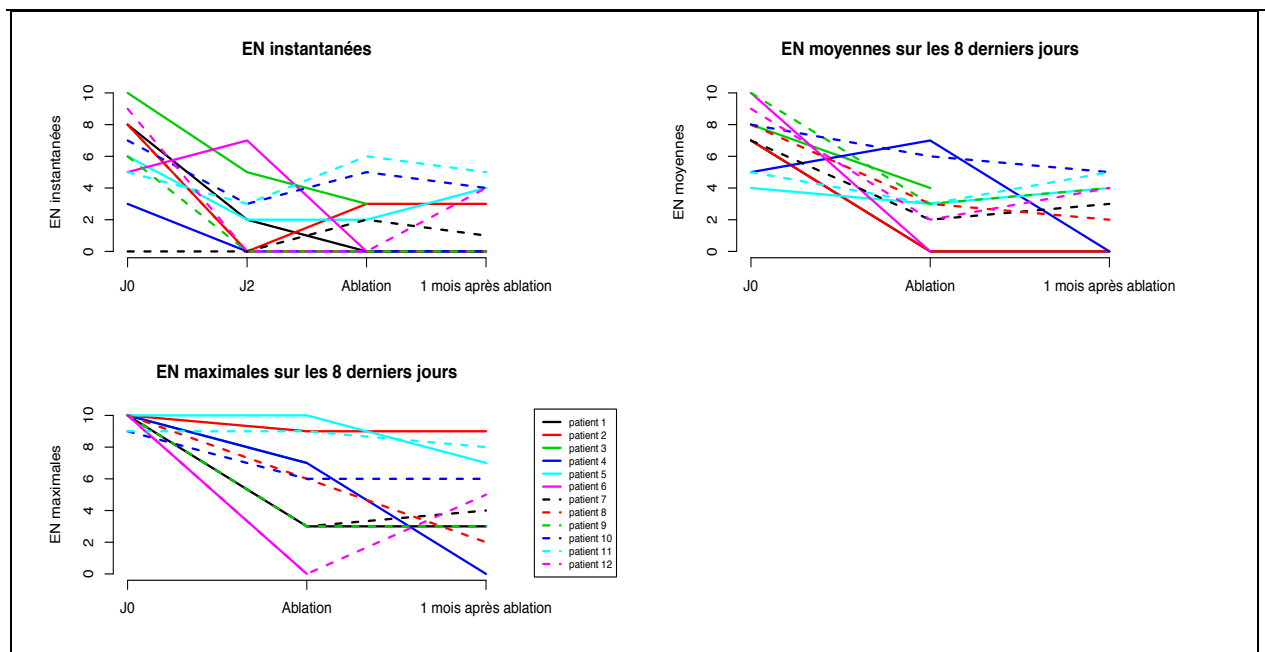 EN instantanées
EN instantanées
0 2 4 6 8 10
J0 J2 Ablation 1 mois après ablation
EN moyennes sur les 8 derniers jours
EN moyennes
0 2 4 6 8 10
J0 Ablation 1 mois après ablation
EN maximales sur les 8 derniers jours
EN maximales
0 2 4 6 8 10
J0 Ablation 1 mois après ablation
patient 1
patient 2
patient 3
patient 4
patient 5
patient 6
patient 7
patient 8
patient 9
patient 10
patient 11
patient 12